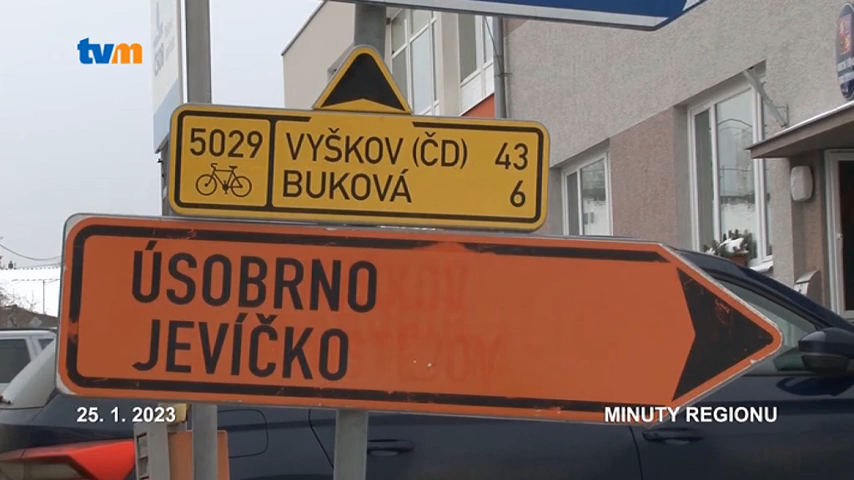 tvm
5029
VYŠKOV (ČD) 43
BUKOVÁ 6
ÚSOBRNO
JEVÍČKO
25. 1. 2023
MINUTY REGIONU